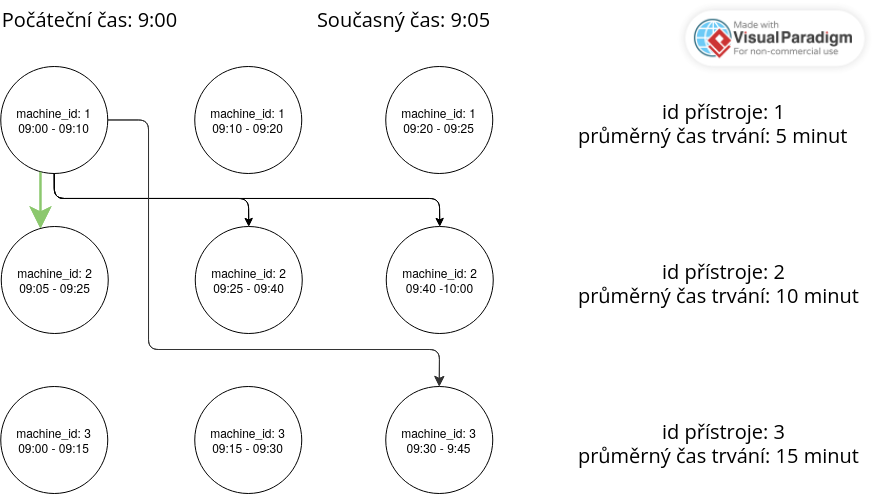 Počáteční čas: 9:00
Současný čas: 9:05
Made with
VisualParadigm
For non-commercial use
machine_id: 1
09:00 - 09:10
machine_id: 1
09:10 - 09:20
machine_id: 1
09:20 - 09:25
id přístroje: 1
průměrný čas trvání: 5 minut
machine_id: 2
09:05 - 09:25
machine_id: 2
09:25 - 09:40
machine_id: 2
09:40 -10:00
id přístroje: 2
průměrný čas trvání: 10 minut
machine_id: 3
09:00 - 09:15
machine_id: 3
09:15 - 09:30
machine_id: 3
09:30 - 9:45
id přístroje: 3
průměrný čas trvání: 15 minut